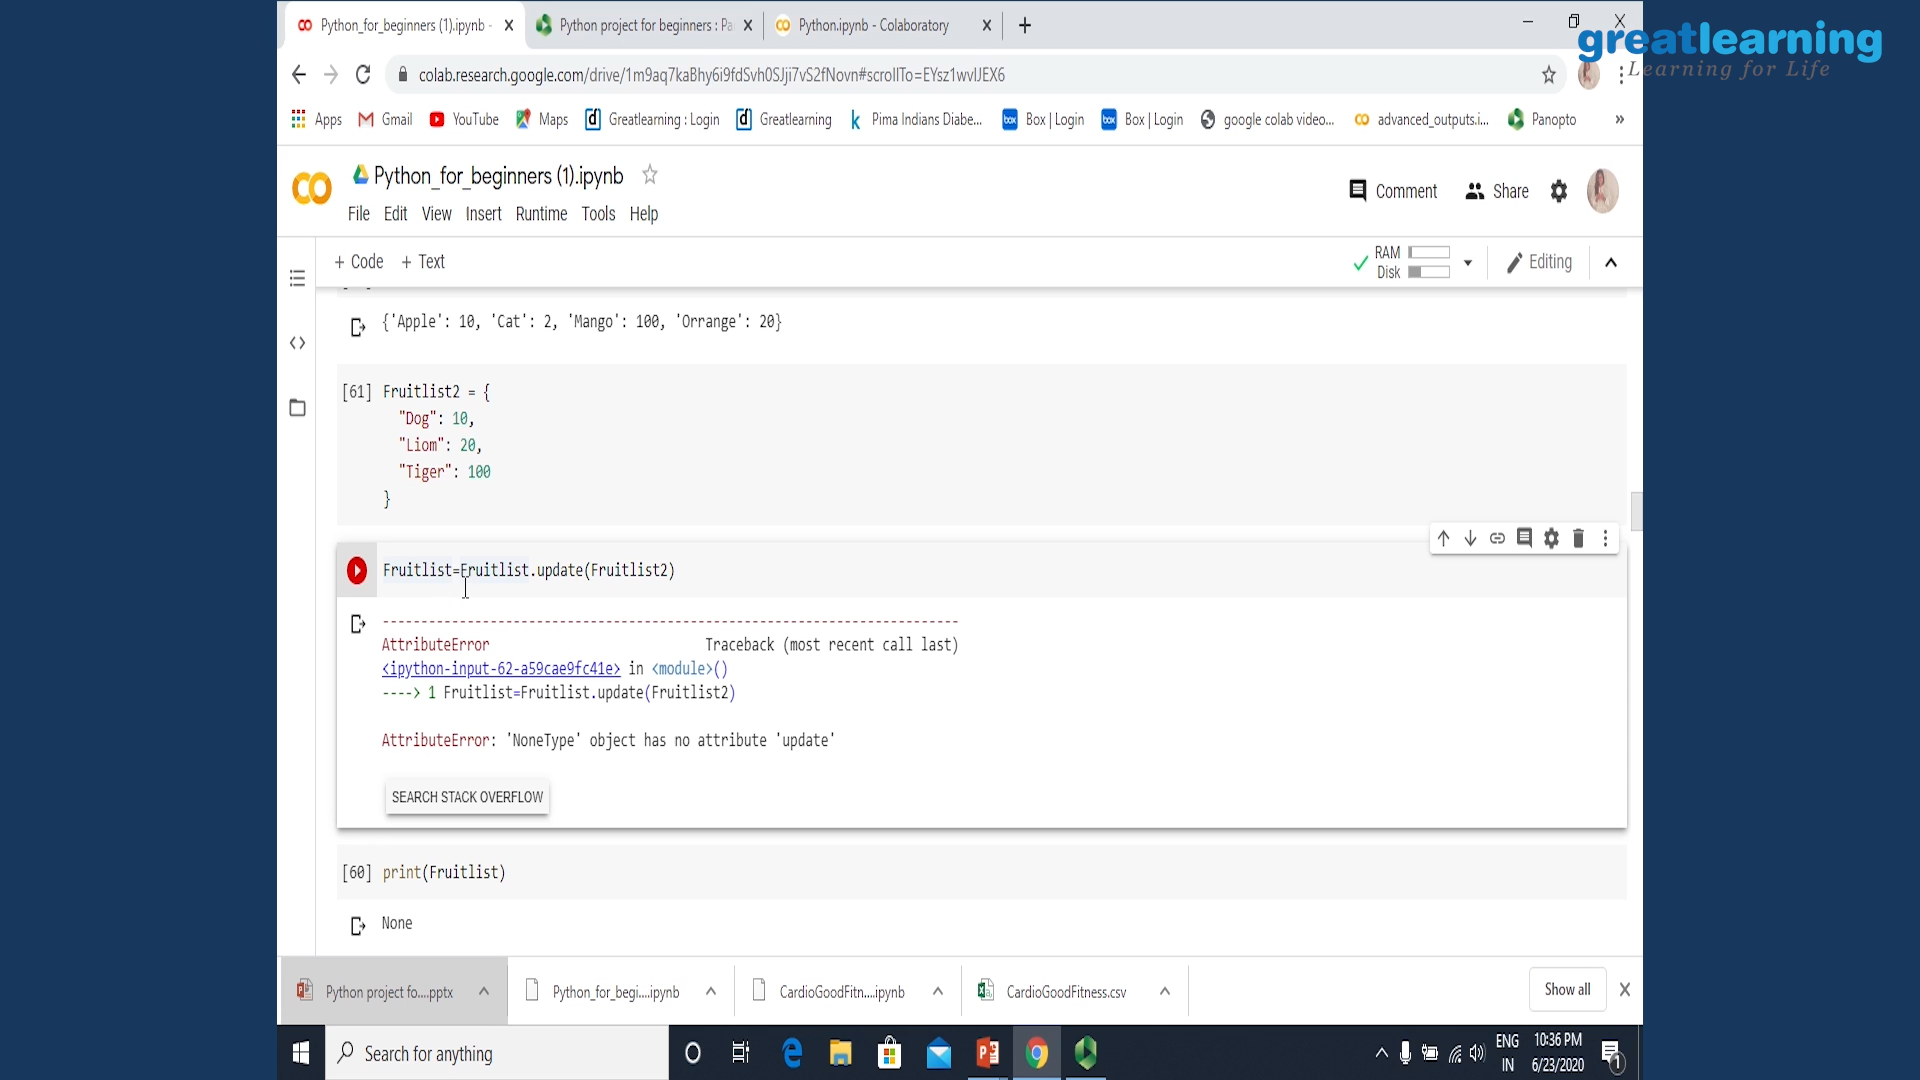 Python_for_beginners (1).ipynb -
Python project for beginners : Pa
Python.ipynb - Colaboratory
greatlearning
Learning for Life
colab.research.google.com/drive/1m9aq7kaBhy6i9fdSvh0SJji7vS2fNovn#scrollTo=EYsz1wvlJEX6
Apps Gmail YouTube Maps Greatlearning : Login Greatlearning Pima Indians Diabe... Box | Login Box | Login google colab video... advanced_outputs.i... Panopto »
Python_for_beginners (1).ipynb
Comment Share
File Edit View Insert Runtime Tools Help
+ Code + Text
RAM
Disk
Editing
{'Apple': 10, 'Cat': 2, 'Mango': 100, 'Orrange': 20}
[61] Fruitlist2 = {
"Dog": 10,
"Liom": 20,
"Tiger": 100
}
Fruitlist=Fruitlist.update(Fruitlist2)
---------------------------------------------------------------------------
AttributeError Traceback (most recent call last)
<ipython-input-62-a59cae9fc41e> in <module>()
----> 1 Fruitlist=Fruitlist.update(Fruitlist2)
AttributeError: 'NoneType' object has no attribute 'update'
SEARCH STACK OVERFLOW
[60] print(Fruitlist)
None
Python project fo....pptx
Python_for_begi....ipynb
CardioGoodFitn....ipynb
CardioGoodFitness.csv
Show all
Search for anything
ENG
IN
10:36 PM
6/23/2020
1